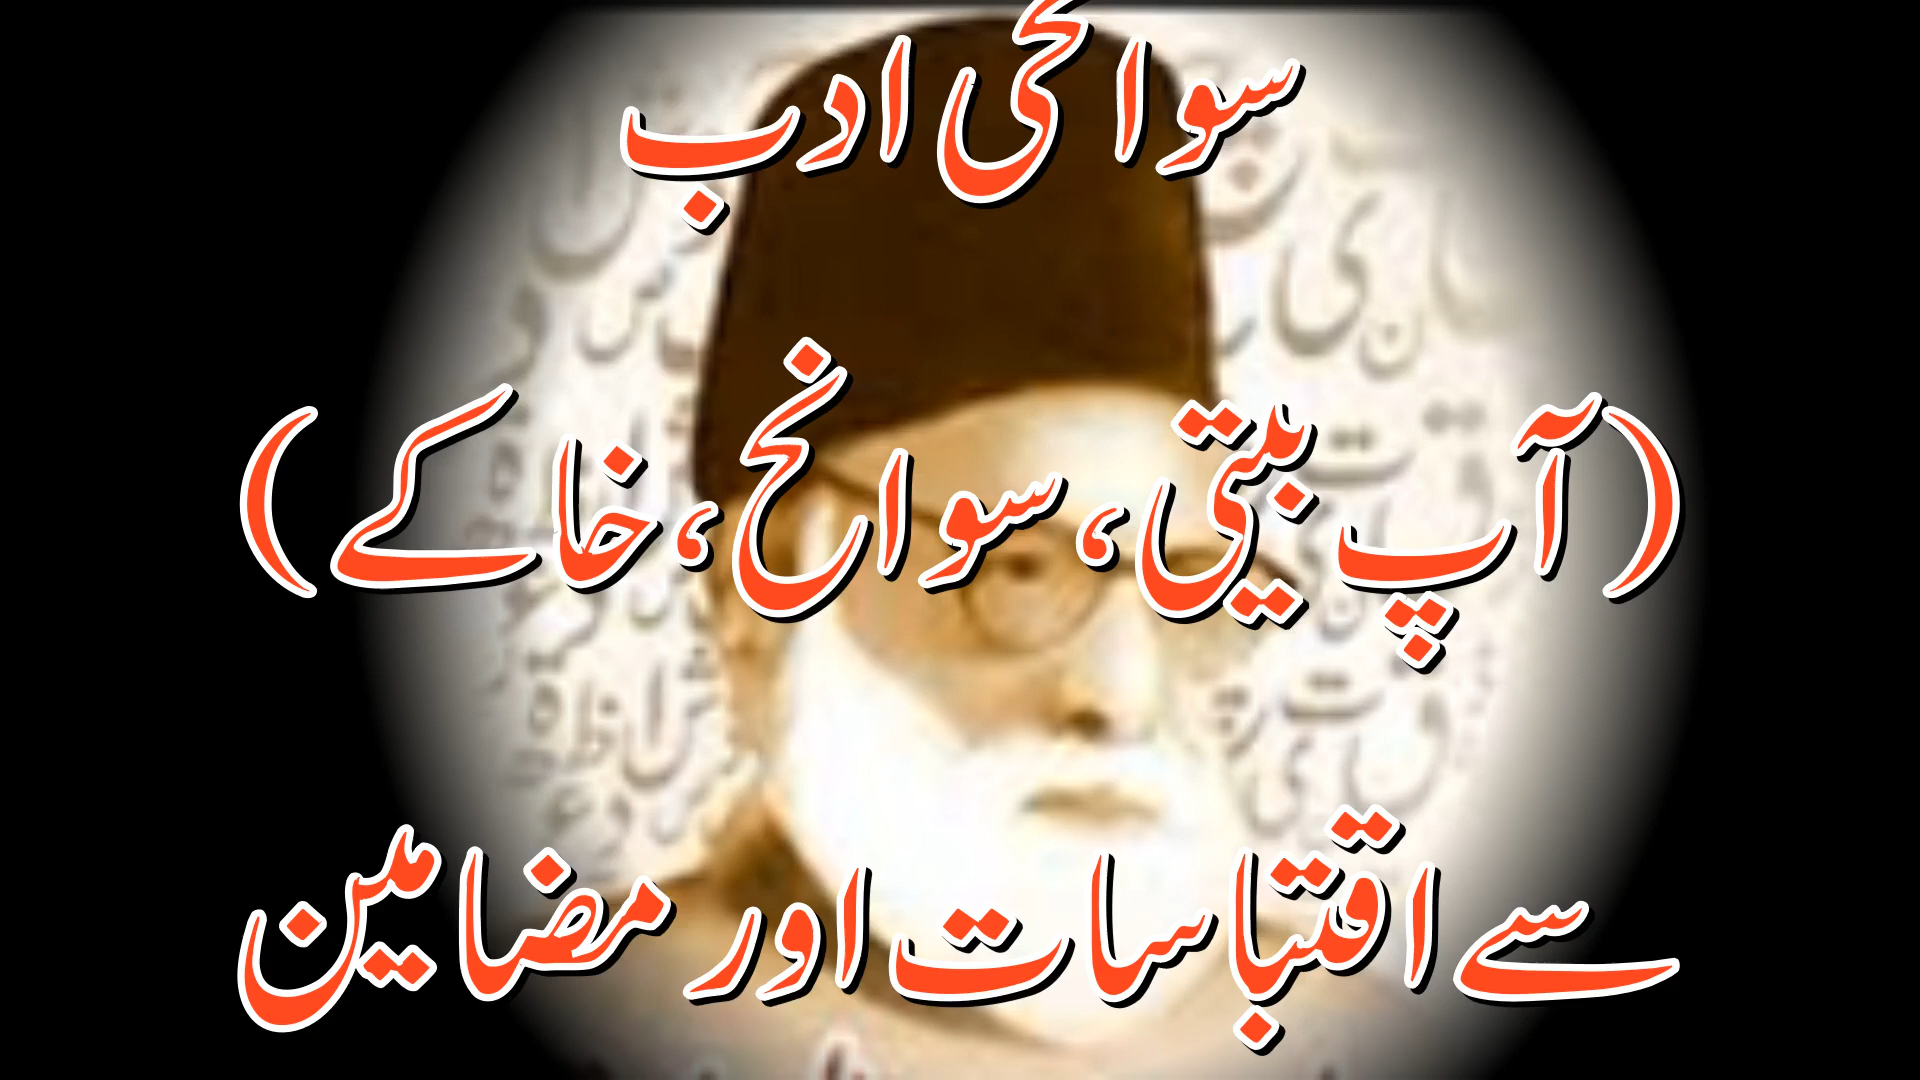 سوانحی ادب
(آپ بیتی، سوانح، خاکے)
سے اقتباسات اور مضامین